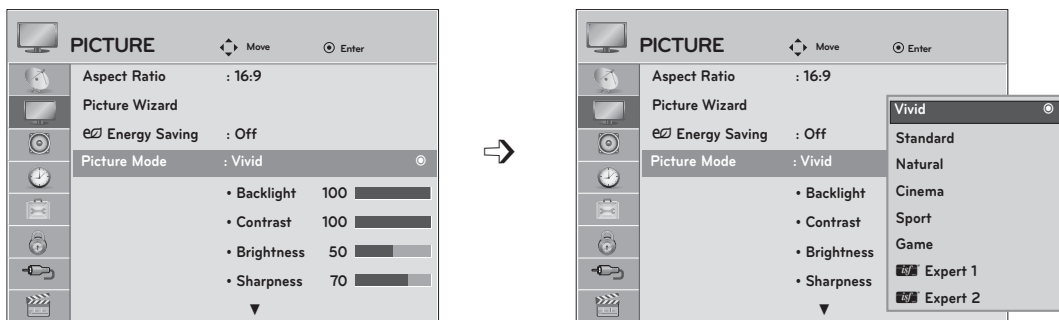 PICTURE Move Enter
Aspect Ratio : 16:9
Picture Wizard
Energy Saving : Off
Picture Mode : Vivid
• Backlight 100
• Contrast 100
• Brightness 50
• Sharpness 70
▼
PICTURE Move Enter
Aspect Ratio : 16:9
Picture Wizard
Energy Saving : Off
Picture Mode : Vivid
• Backlight
• Contrast
• Brightness
• Sharpness
▼
Vivid
Standard
Natural
Cinema
Sport
Game
isf Expert 1
isf Expert 2